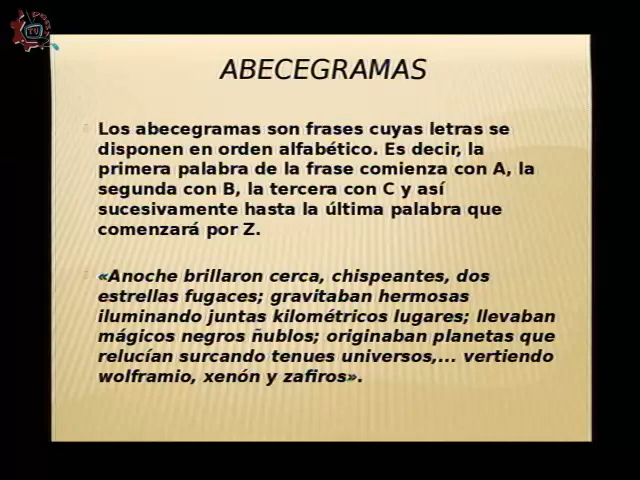 TV
ABECEGRAMAS
Los abecegramas son frases cuyas letras se
disponen en orden alfabético. Es decir, la
primera palabra de la frase comienza con A, la
segunda con B, la tercera con C y así
sucesivamente hasta la última palabra que
comenzará por Z.
«Anoche brillaron cerca, chispeantes, dos
estrellas fugaces; gravitaban hermosas
iluminando juntas kilométricos lugares; llevaban
mágicos negros ñublos; originaban planetas que
relucían surcando tenues universos,... vertiendo
wolframio, xenón y zafiros».